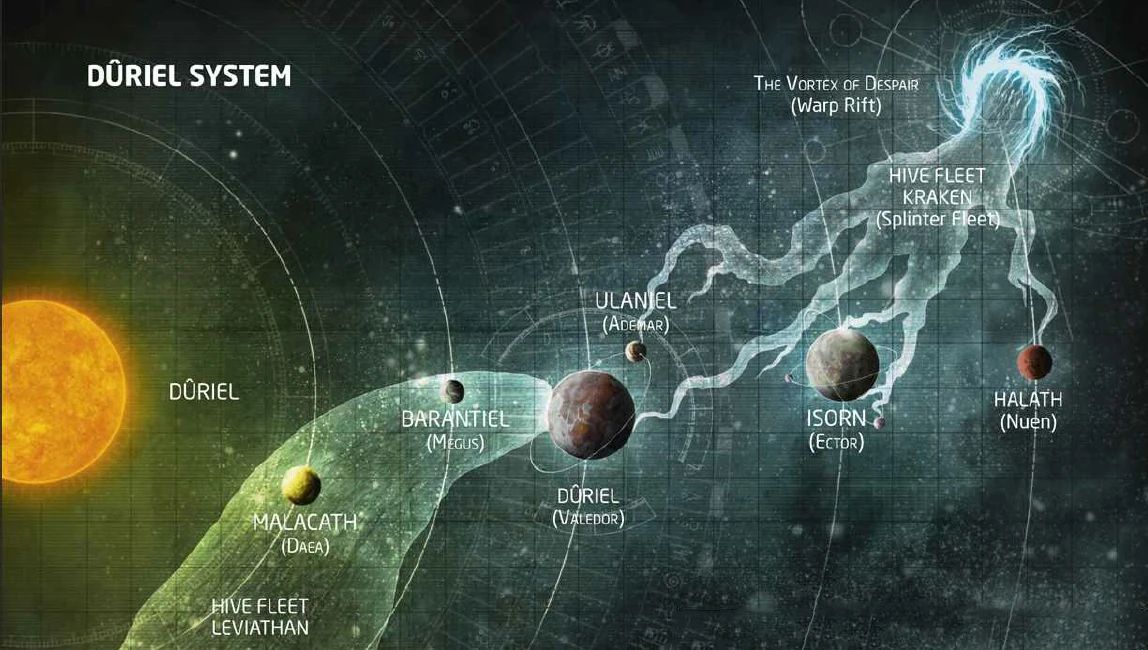 DÛRIEL SYSTEM
The Vortex of Despair
(Warp Rift)
HIVE FLEET
KRAKEN
(Splinter Fleet)
ULANIEL
(Ademar)
DÛRIEL
BARANTIEL
(Megus)
ISORN
(Ector)
HALATH
(Nuen)
MALACATH
(Daea)
DÛRIEL
(Valedor)
HIVE FLEET
LEVIATHAN